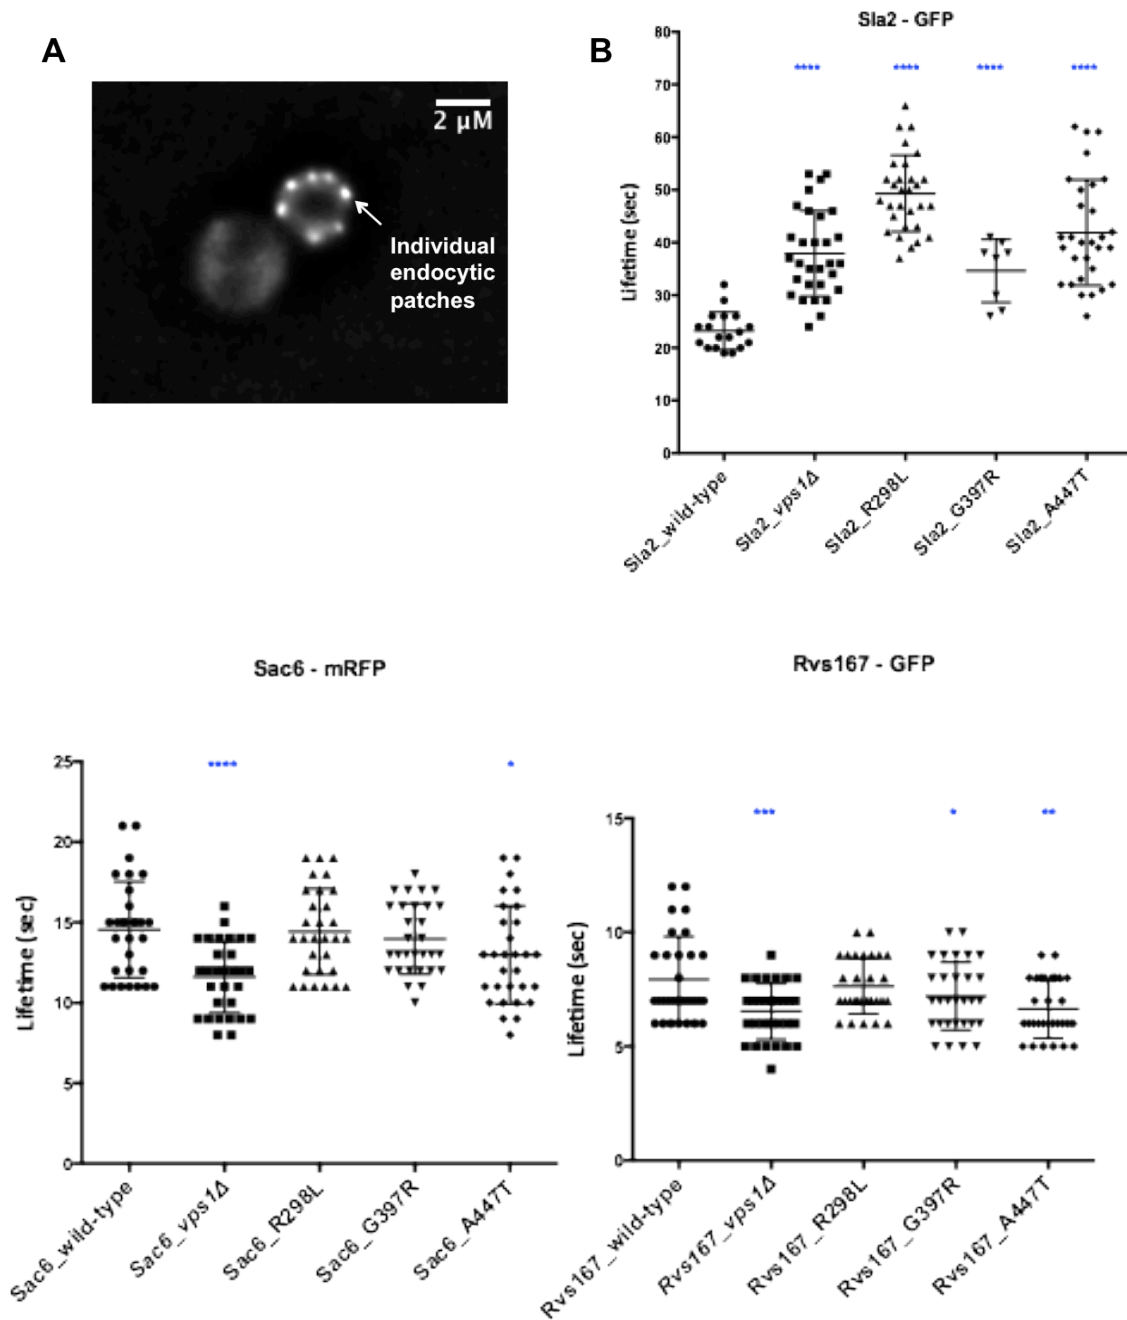 A
2 µM
Individual
endocytic
patches
B
Sla2 - GFP
****
****
****
****
80
70
60
50
40
30
20
10
0
Lifetime (sec)
Sla2_wild-type
Sla2_vps1Δ
Sla2_R298L
Sla2_G397R
Sla2_A447T
Sac6 - mRFP
****
*
25
20
15
10
5
0
Lifetime (sec)
Sac6_wild-type
Sac6_vps1Δ
Sac6_R298L
Sac6_G397R
Sac6_A447T
Rvs167 - GFP
***
*
**
15
10
5
0
Lifetime (sec)
Rvs167_wild-type
Rvs167_vps1Δ
Rvs167_R298L
Rvs167_G397R
Rvs167_A447T